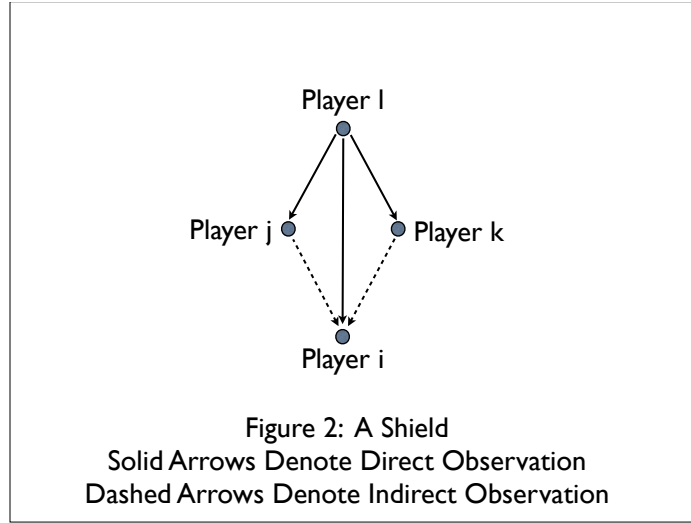 Player l
Player j
Player k
Player i
Figure 2: A Shield
Solid Arrows Denote Direct Observation
Dashed Arrows Denote Indirect Observation